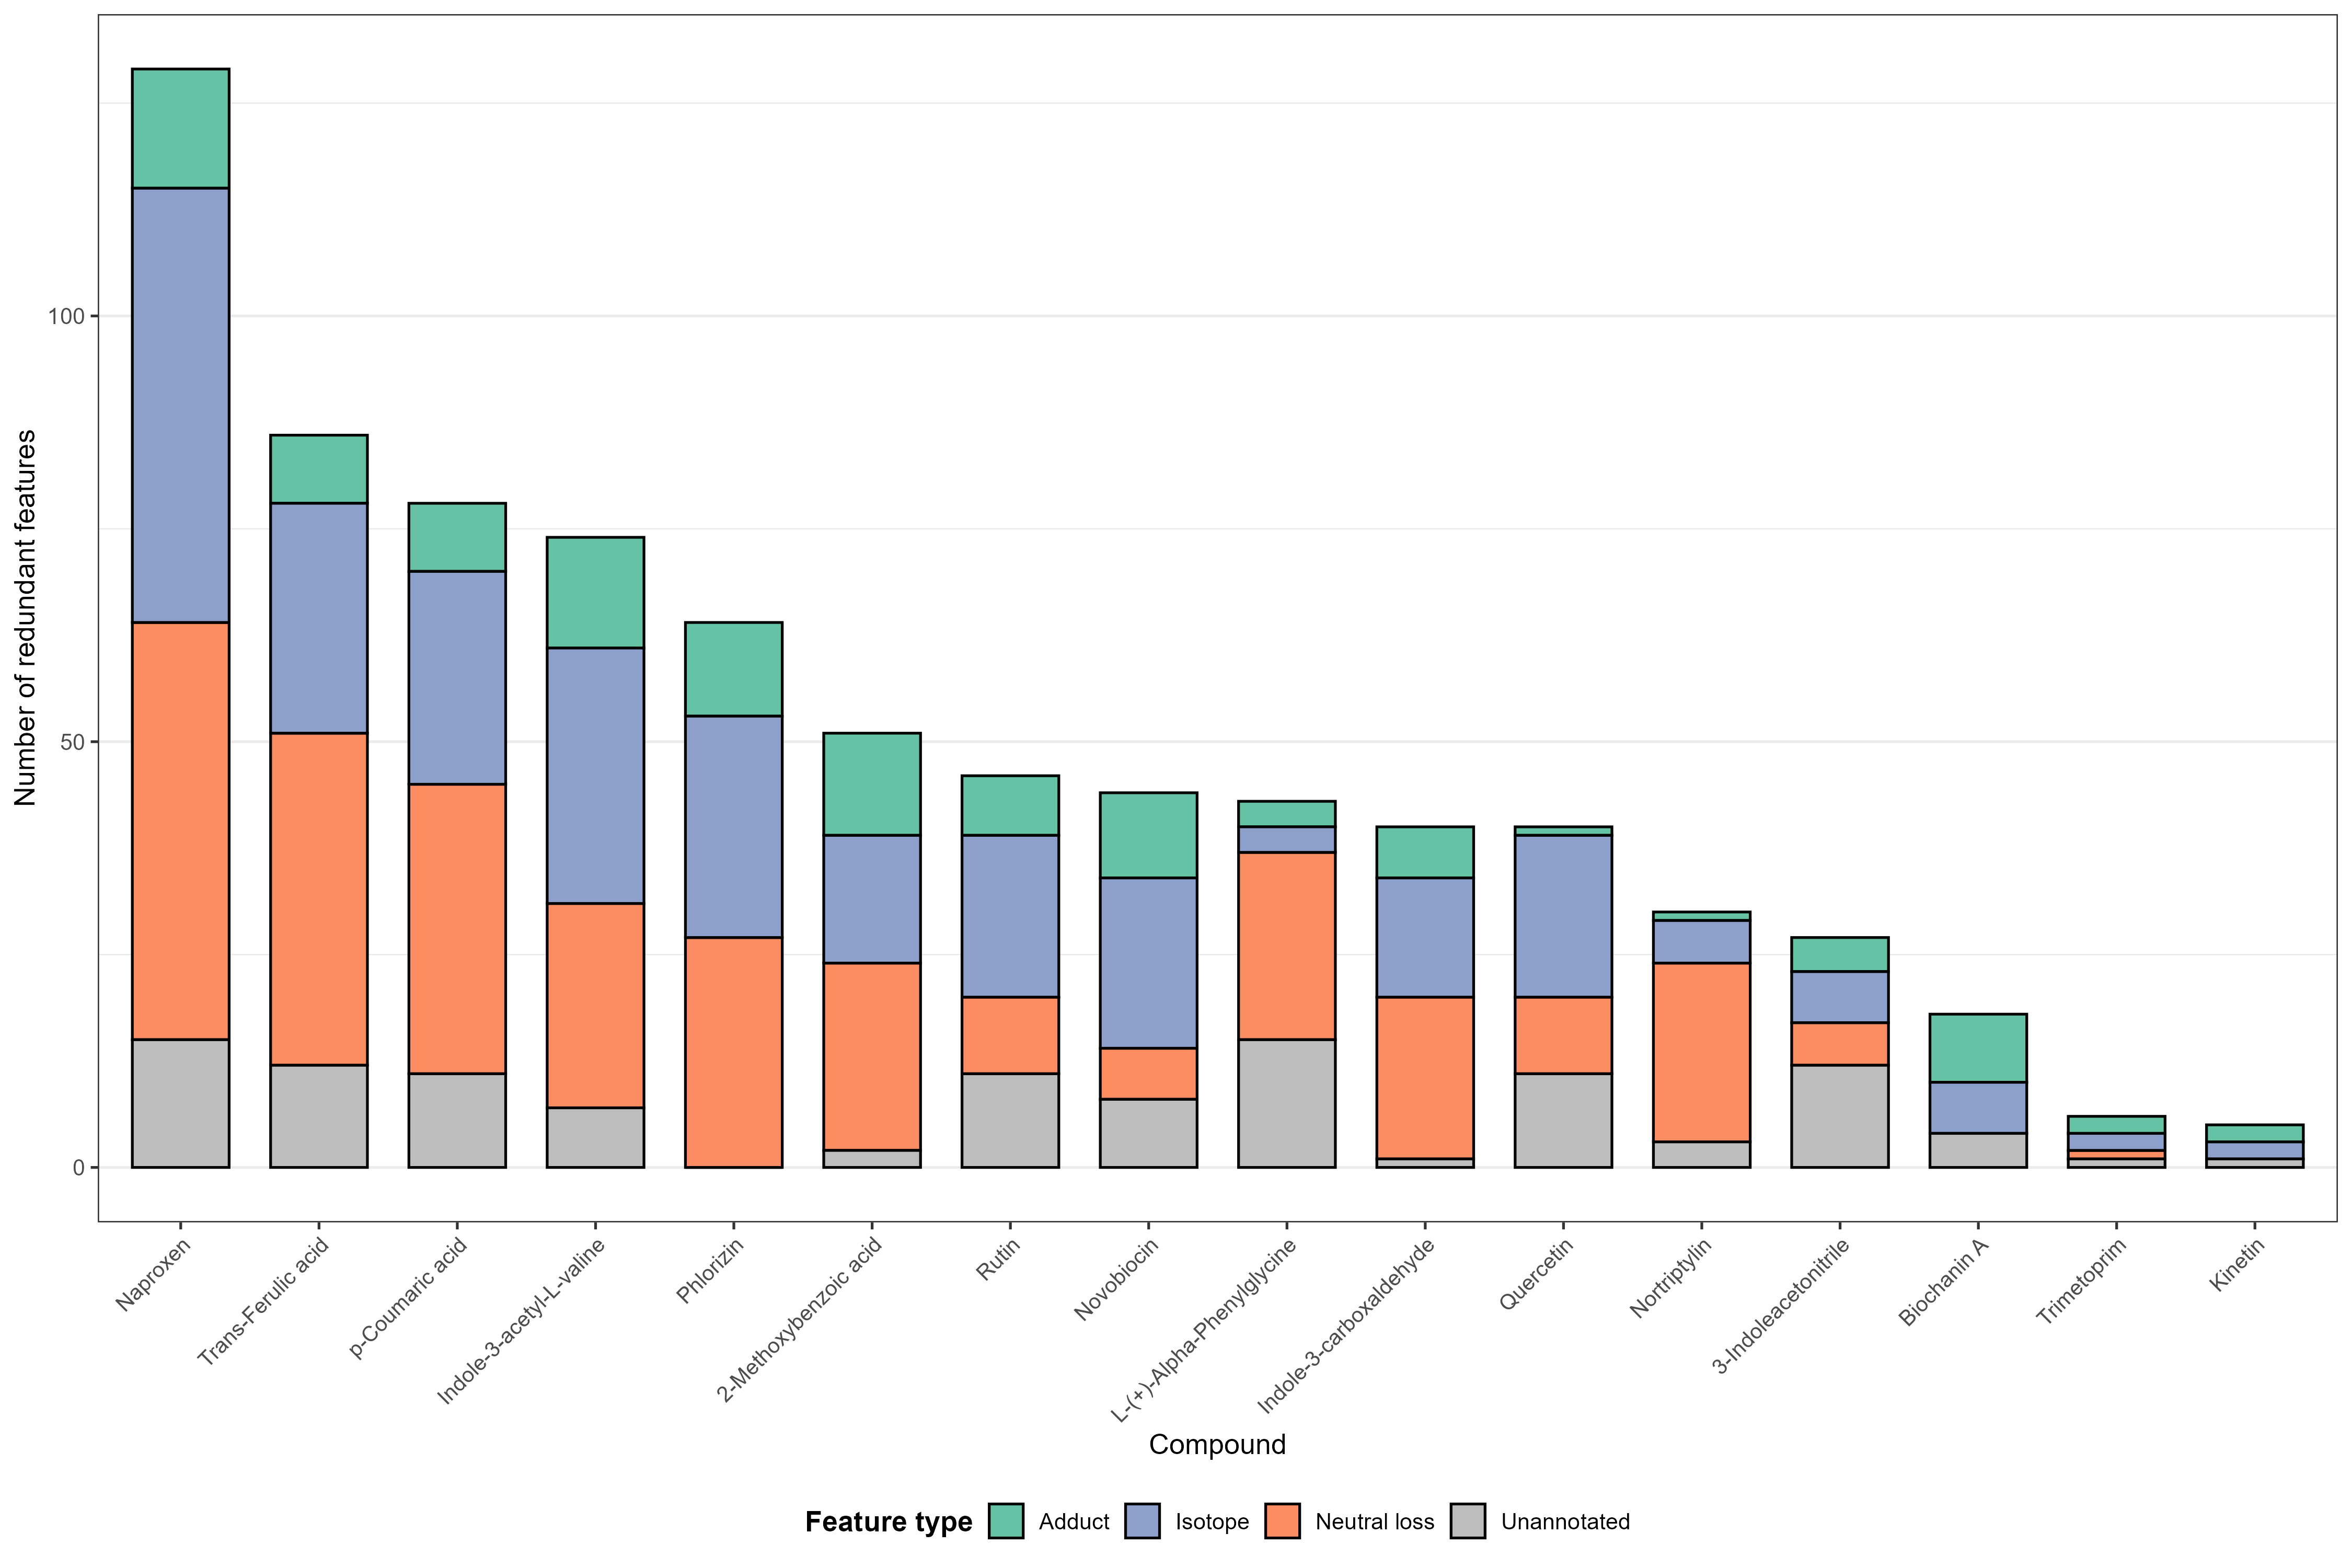 Number of redundant features
100
50
0
Naproxen
Trans-Ferulic acid
p-Coumaric acid
Indole-3-acetyl-L-valine
Phlorizin
2-Methoxybenzoic acid
Rutin
Novobiocin
L-(+)-Alpha-Phenylglycine
Indole-3-carboxaldehyde
Quercetin
Nortriptylin
3-Indoleacetonitrile
Biochanin A
Trimetoprim
Kinetin
Compound
Feature type Adduct Isotope Neutral loss Unannotated